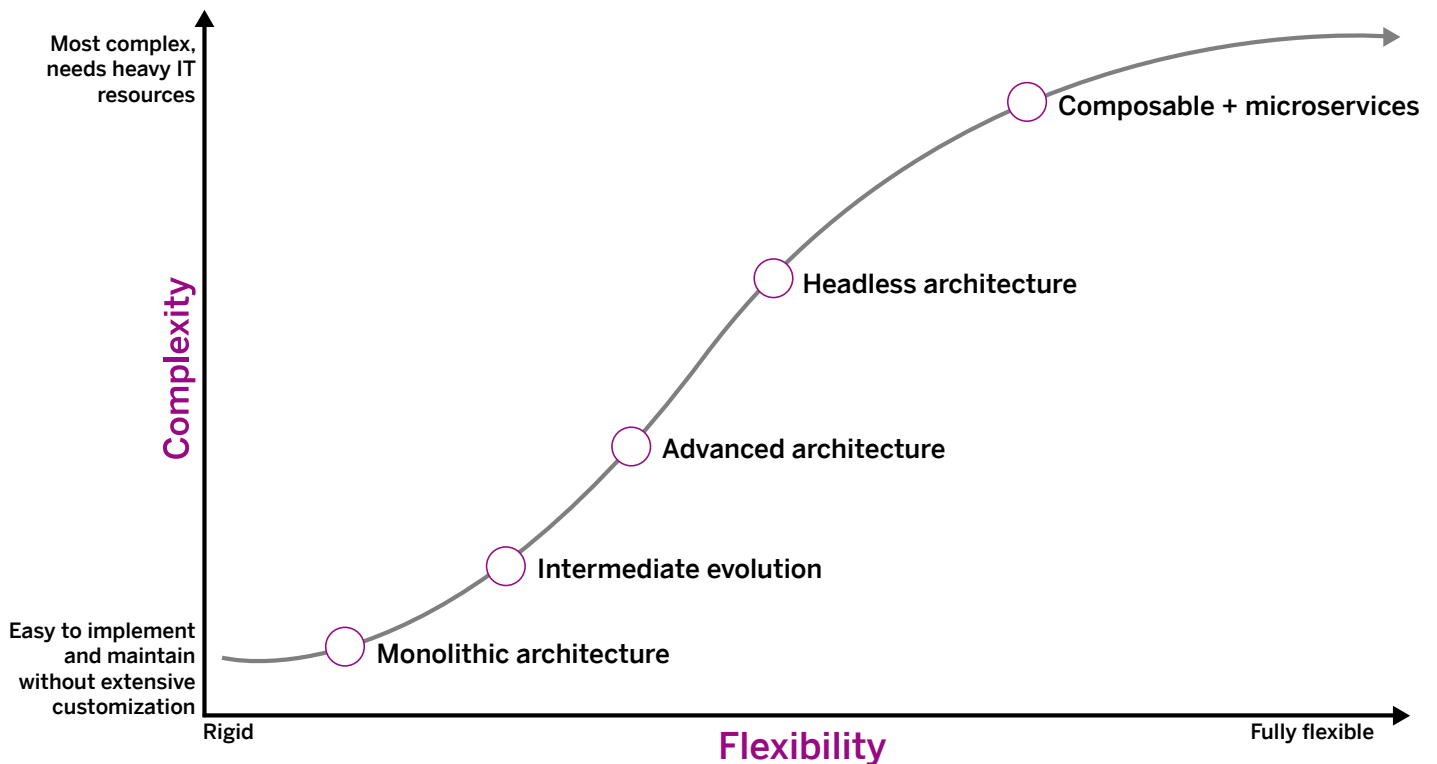 Most complex,
needs heavy IT
resources
Composable + microservices
Headless architecture
Complexity
Advanced architecture
Intermediate evolution
Easy to implement
and maintain
without extensive
customization
Monolithic architecture
Rigid
Flexibility
Fully flexible